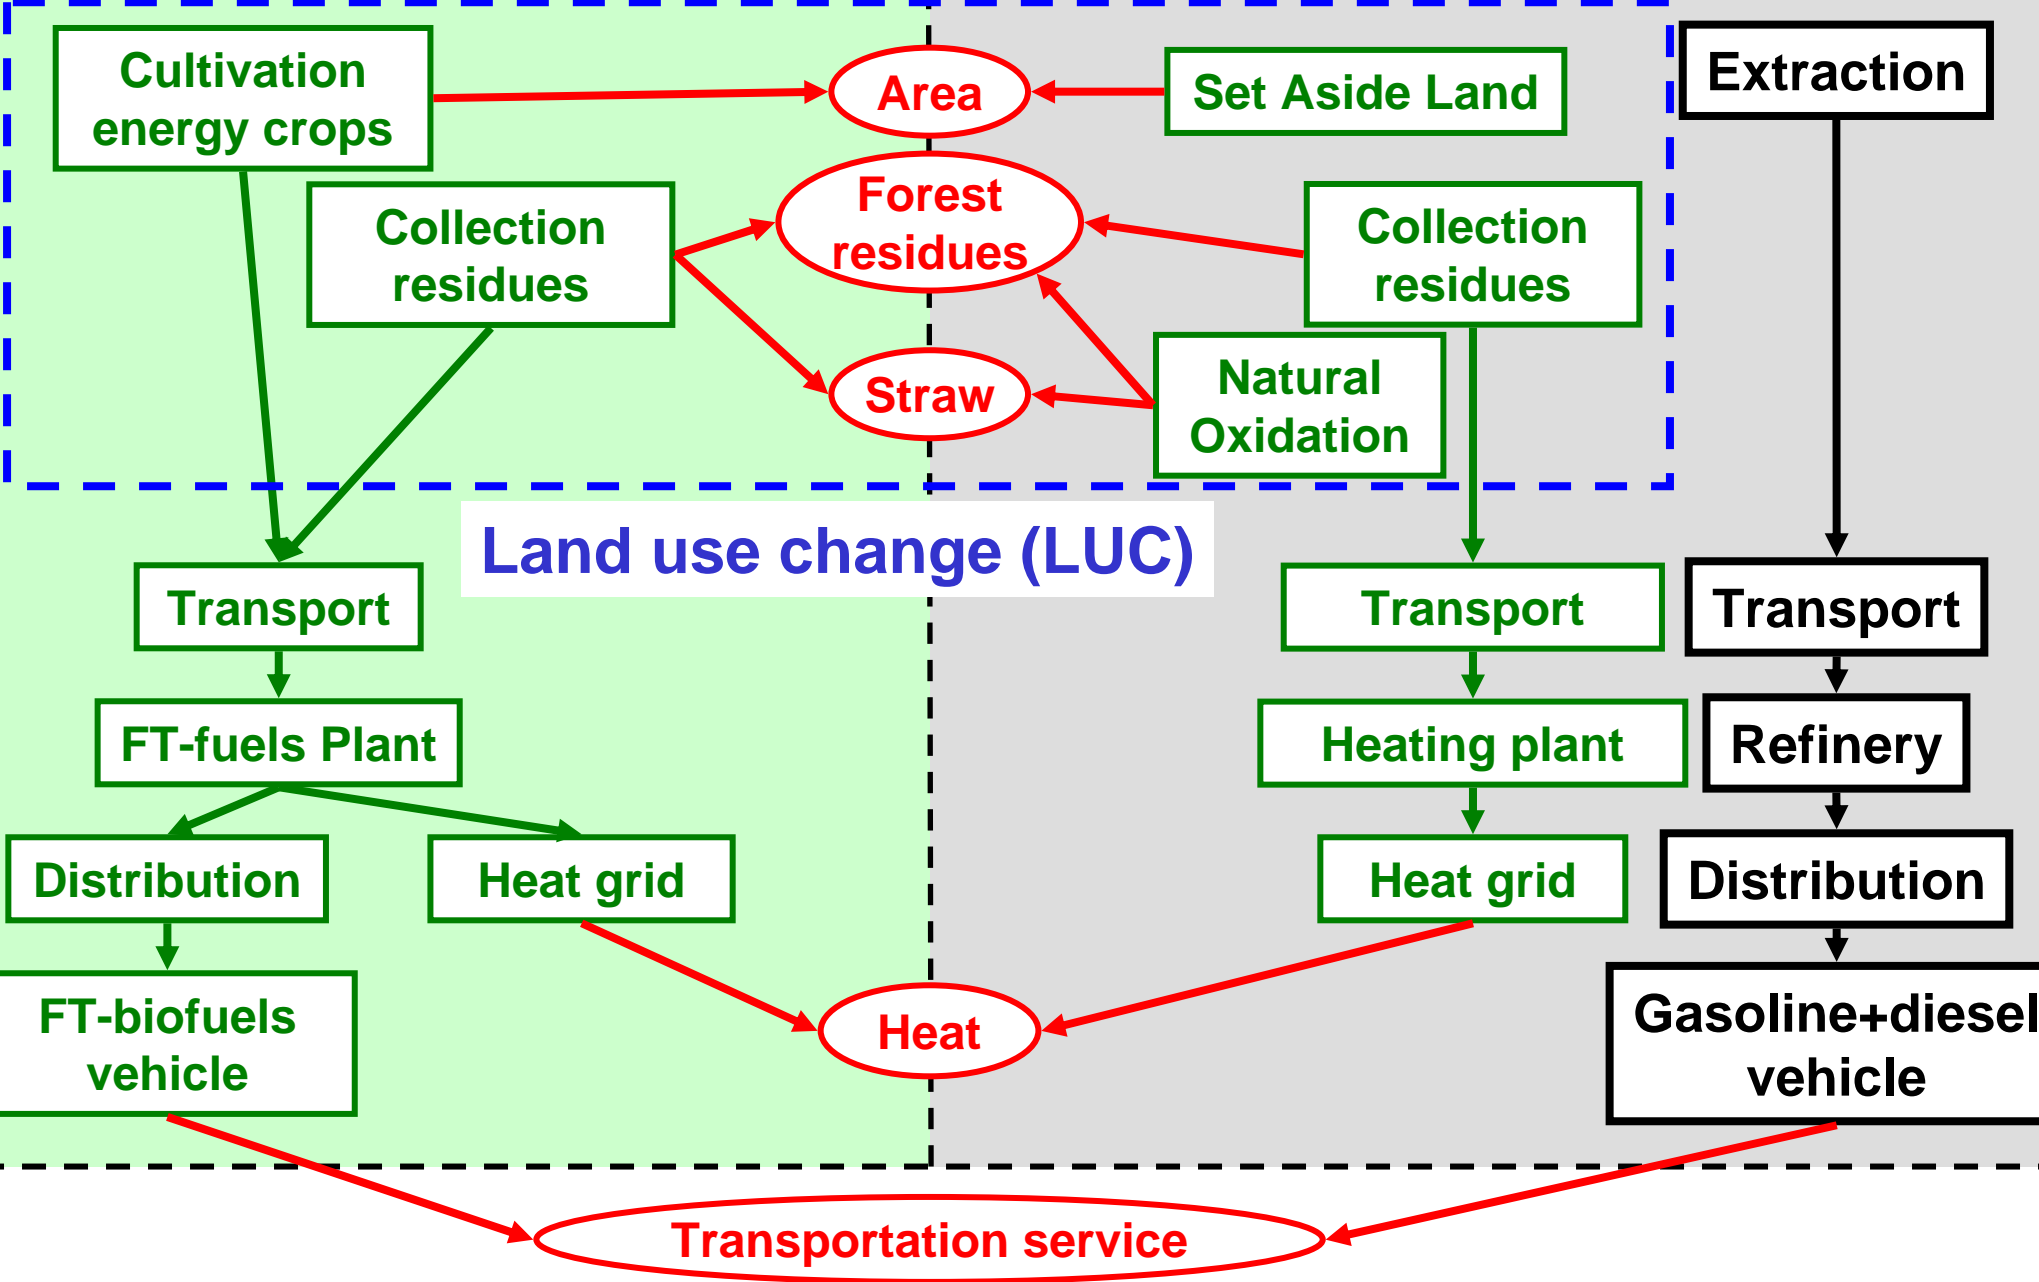 Cultivation
energy crops
Area
Set Aside Land
Extraction
Collection
residues
Forest
residues
Collection
residues
Straw
Natural
Oxidation
Land use change (LUC)
Transport
Transport
Transport
FT-fuels Plant
Heating plant
Refinery
Distribution
Heat grid
Heat grid
Distribution
FT-biofuels
vehicle
Heat
Gasoline+diesel
vehicle
Transportation service